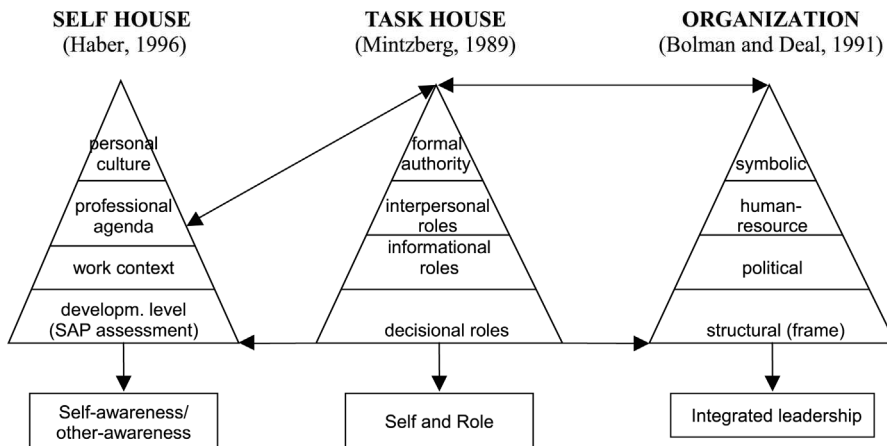 SELF HOUSE
(Haber, 1996)
TASK HOUSE
(Mintzberg, 1989)
ORGANIZATION
(Bolman and Deal, 1991)
personal
culture
professional
agenda
work context
developm. level
(SAP assessment)
formal
authority
interpersonal
roles
informational
roles
decisional roles
symbolic
human-
resource
political
structural (frame)
Self-awareness/
other-awareness
Self and Role
Integrated leadership